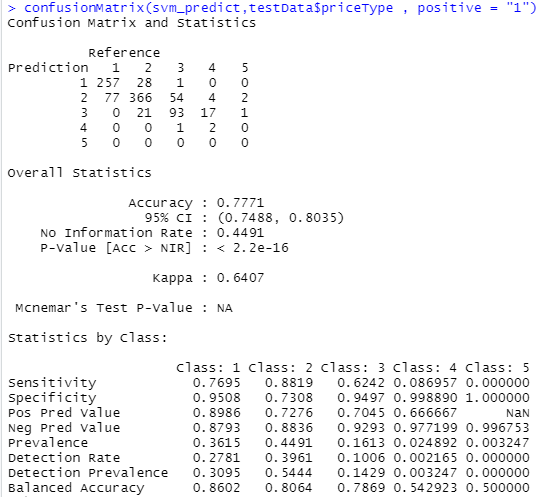 > confusionMatrix(svm_predict,testData$priceType , positive = "1")
Confusion Matrix and Statistics

          Reference
Prediction   1   2   3   4   5
         1 257  28   1   0   0
         2  77 366  54   4   2
         3   0  21  93  17   1
         4   0   0   1   2   0
         5   0   0   0   0   0

Overall Statistics

               Accuracy : 0.7771
                 95% CI : (0.7488, 0.8035)
    No Information Rate : 0.4491
    P-Value [Acc > NIR] : < 2.2e-16

                  Kappa : 0.6407

 Mcnemar's Test P-Value : NA

Statistics by Class:

                     Class: 1 Class: 2 Class: 3 Class: 4 Class: 5
Sensitivity            0.7695   0.8819   0.6242 0.086957 0.000000
Specificity            0.9508   0.7308   0.9497 0.998890 1.000000
Pos Pred Value         0.8986   0.7276   0.7045 0.666667      NaN
Neg Pred Value         0.8793   0.8836   0.9293 0.977199 0.996753
Prevalence             0.3615   0.4491   0.1613 0.024892 0.003247
Detection Rate         0.2781   0.3961   0.1006 0.002165 0.000000
Detection Prevalence   0.3095   0.5444   0.1429 0.003247 0.000000
Balanced Accuracy      0.8602   0.8064   0.7869 0.542923 0.500000